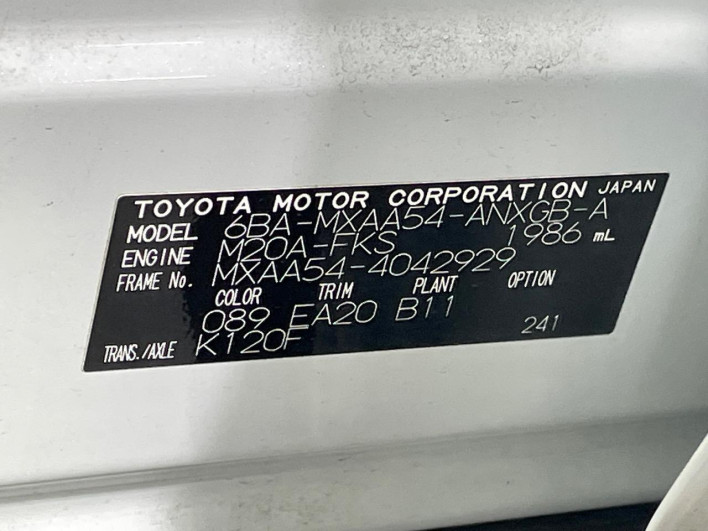 TOYOTA MOTOR CORPORATION JAPAN
MODEL 6BA-MXAA54-ANXGB-A
ENGINE M20A-FKS 1986 mL
FRAME No. MXAA54-4042929
COLOR TRIM PLANT OPTION
089 EA20 B11
TRANS./AXLE K120F 241